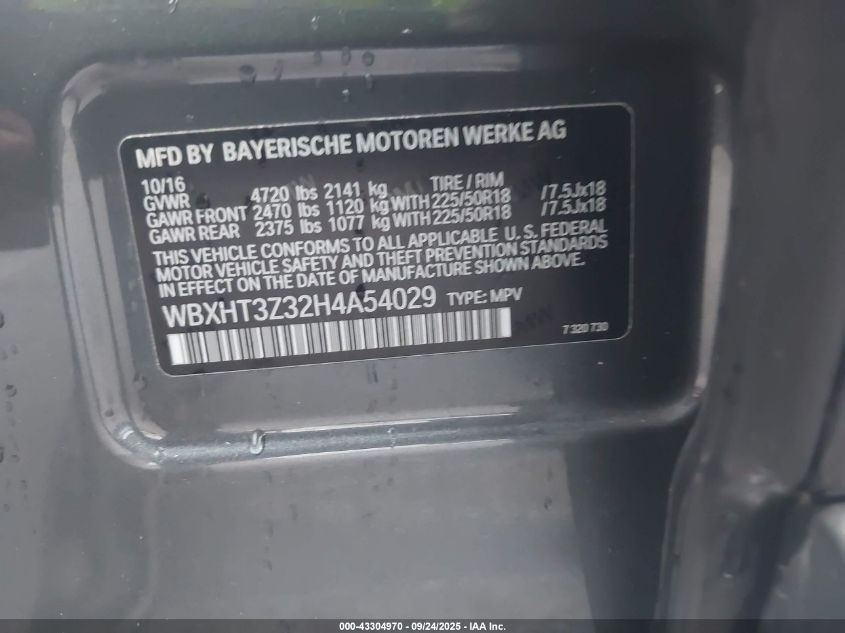 MFD BY BAYERISCHE MOTOREN WERKE AG
10/16 TIRE / RIM
GVWR 4720 lbs 2141 kg
GAWR FRONT 2470 lbs 1120 kg WITH 225/50R18 /7.5Jx18
GAWR REAR 2375 lbs 1077 kg WITH 225/50R18 /7.5Jx18
THIS VEHICLE CONFORMS TO ALL APPLICABLE U. S. FEDERAL
MOTOR VEHICLE SAFETY AND THEFT PREVENTION STANDARDS
IN EFFECT ON THE DATE OF MANUFACTURE SHOWN ABOVE.
WBXHT3Z32H4A54029 TYPE: MPV
7 320 730
000-43304970 - 09/24/2025 - IAA Inc.